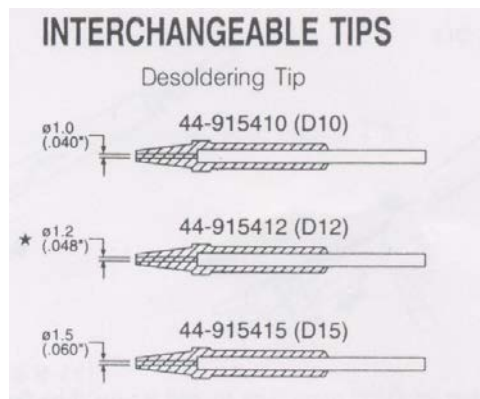 INTERCHANGEABLE TIPS
Desoldering Tip
44-915410 (D10)
ø1.0
(.040")
44-915412 (D12)
★ ø1.2
(.048")
44-915415 (D15)
ø1.5
(.060")